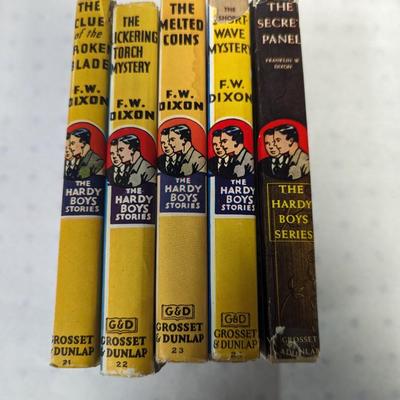 THE
CLUE
of the
BROKEN
BLADE
F.W.
DIXON
THE
HARDY
BOYS
STORIES
GROSSET
& DUNLAP
21
THE
FLICKERING
TORCH
MYSTERY
F.W.
DIXON
THE
HARDY
BOYS
STORIES
G&D
GROSSET
& DUNLAP
22
THE
MELTED
COINS
F.W.
DIXON
THE
HARDY
BOYS
STORIES
G&D
GROSSET
& DUNLAP
23
THE
SHORT-
WAVE
MYSTERY
F.W.
DIXON
THE
HARDY
BOYS
STORIES
G&D
GROSSET
& DUNLAP
THE
SECRET
PANEL
FRANKLIN W.
DIXON
THE
HARDY
BOYS
SERIES
GROSSET
& DUNLAP